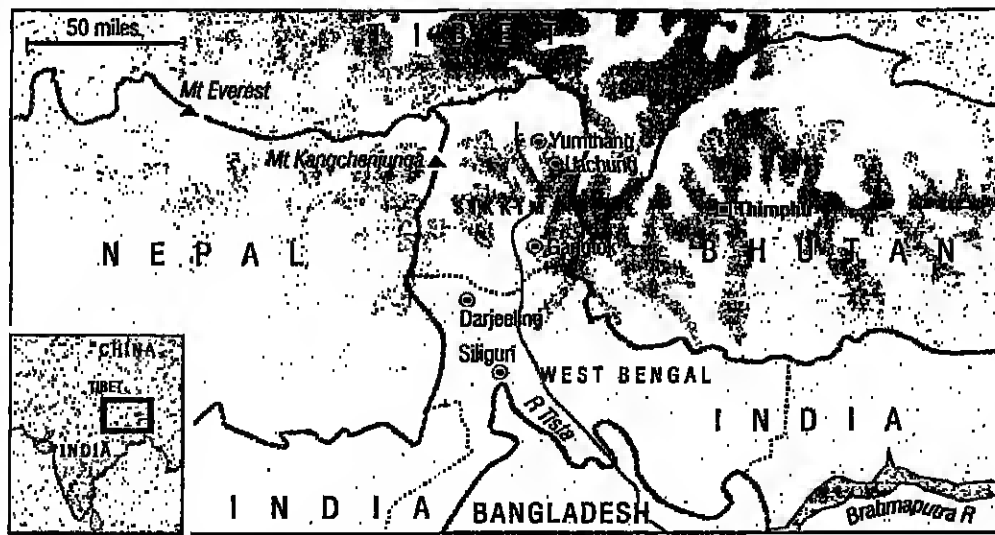 50 miles
TIBET
Mt Everest
Yumthang
Mt Kangchenjunga
Lachung
SIKKIM
Thimphu
NEPAL
Gangtok
BHUTAN
Darjeeling
Siliguri
CHINA
TIBET
WEST BENGAL
R Tista
INDIA
INDIA
INDIA
BANGLADESH
Brahmaputra R